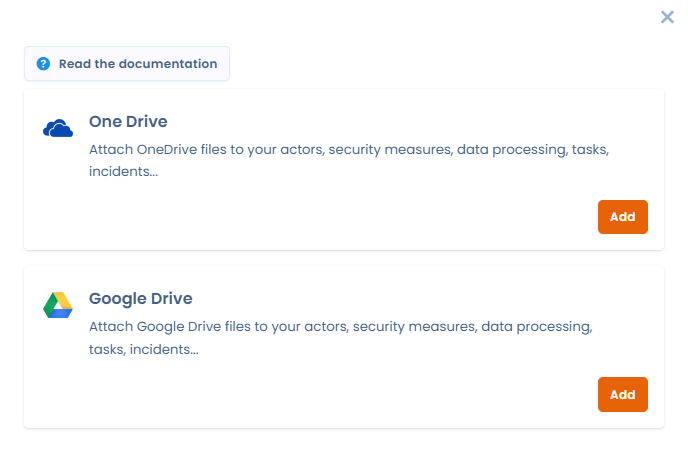 Read the documentation
One Drive
Attach OneDrive files to your actors, security measures, data processing, tasks,
incidents...
Add
Google Drive
Attach Google Drive files to your actors, security measures, data processing,
tasks, incidents...
Add